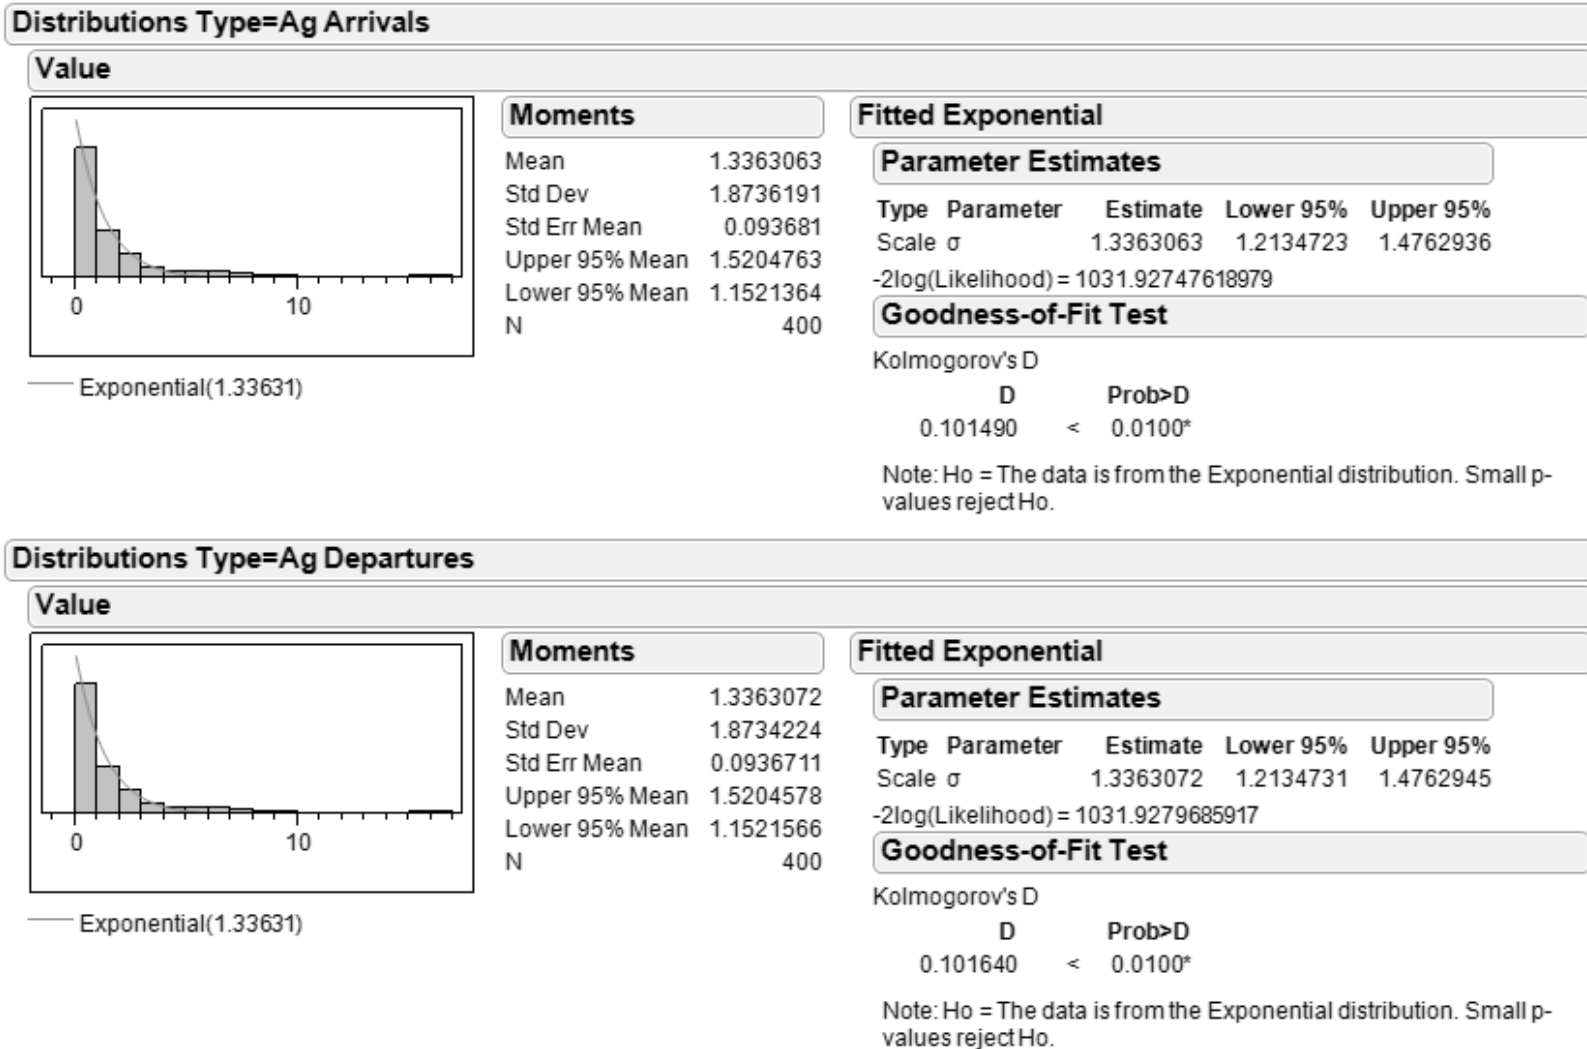 Distributions Type=Ag Arrivals
Value
0 10
Exponential(1.33631)
Moments
Mean 1.3363063
Std Dev 1.8736191
Std Err Mean 0.093681
Upper 95% Mean 1.5204763
Lower 95% Mean 1.1521364
N 400
Fitted Exponential
Parameter Estimates
Type Parameter Estimate Lower 95% Upper 95%
Scale σ 1.3363063 1.2134723 1.4762936
-2log(Likelihood) = 1031.92747618979
Goodness-of-Fit Test
Kolmogorov's D
D Prob>D
0.101490 < 0.0100*
Note: Ho = The data is from the Exponential distribution. Small p-
values reject Ho.
Distributions Type=Ag Departures
Value
0 10
Exponential(1.33631)
Moments
Mean 1.3363072
Std Dev 1.8734224
Std Err Mean 0.0936711
Upper 95% Mean 1.5204578
Lower 95% Mean 1.1521566
N 400
Fitted Exponential
Parameter Estimates
Type Parameter Estimate Lower 95% Upper 95%
Scale σ 1.3363072 1.2134731 1.4762945
-2log(Likelihood) = 1031.9279685917
Goodness-of-Fit Test
Kolmogorov's D
D Prob>D
0.101640 < 0.0100*
Note: Ho = The data is from the Exponential distribution. Small p-
values reject Ho.